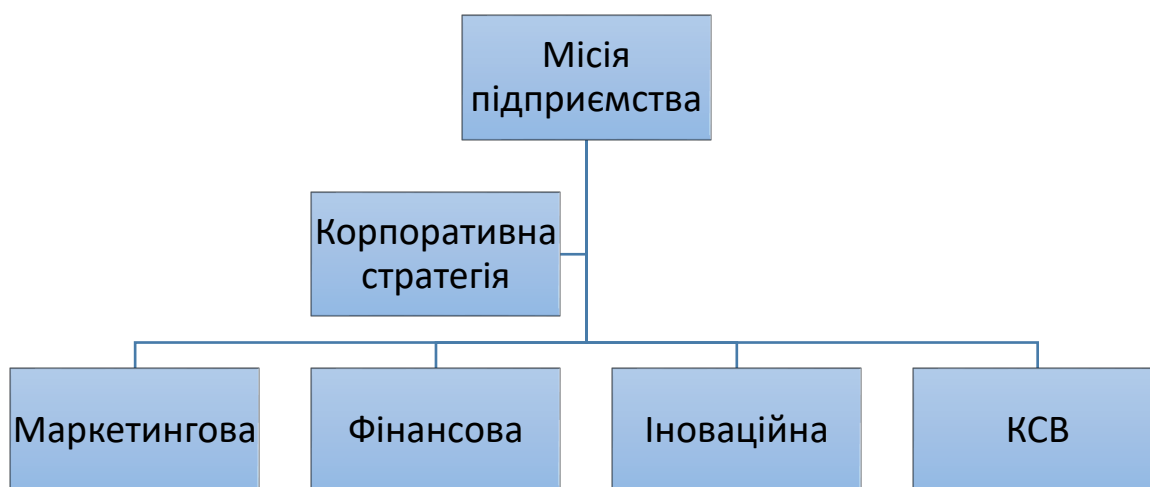 Місія
підприємства
Корпоративна
стратегія
Маркетингова
Фінансова
Іноваційна
КСВ